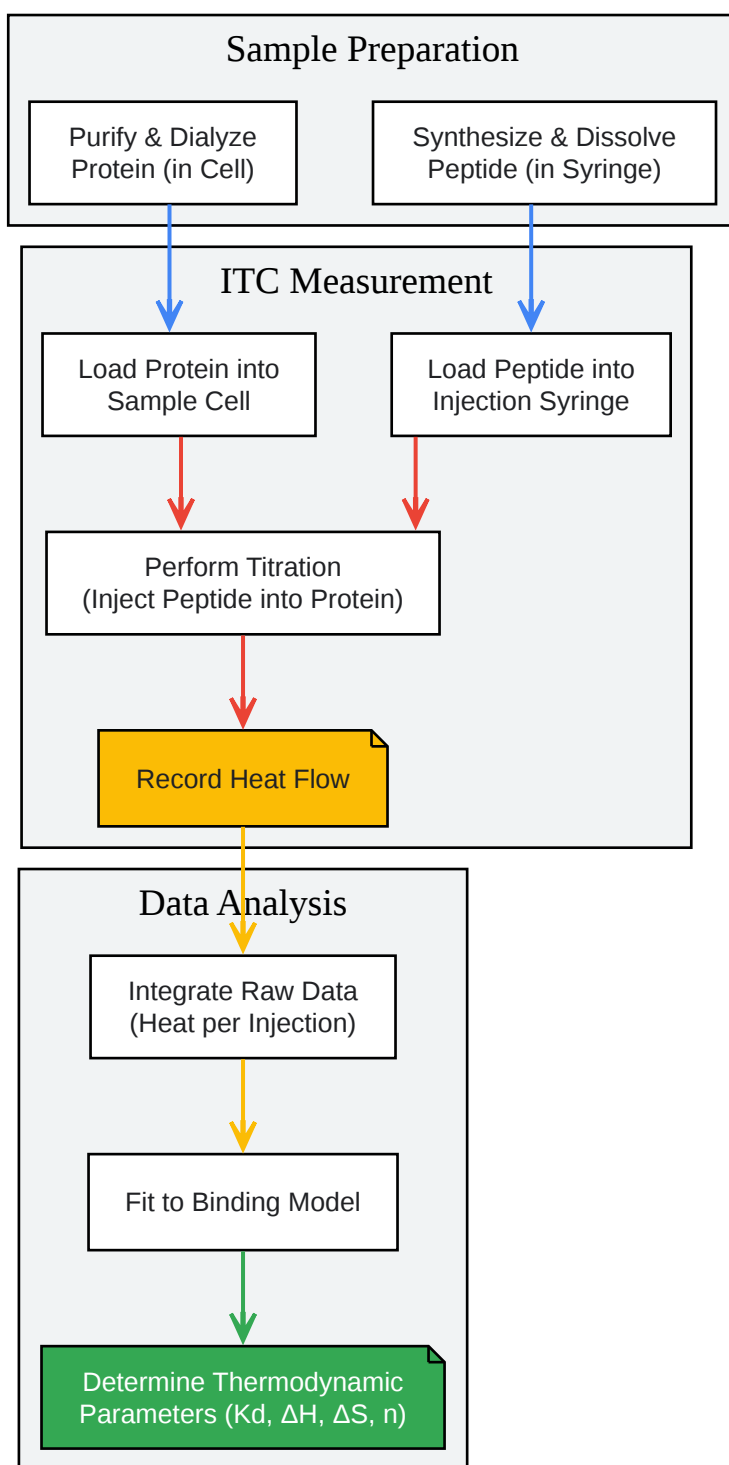 Sample Preparation
Purify & Dialyze
Protein (in Cell)
Synthesize & Dissolve
Peptide (in Syringe)
ITC Measurement
Load Protein into
Sample Cell
Load Peptide into
Injection Syringe
Perform Titration
(Inject Peptide into Protein)
Record Heat Flow
Data Analysis
Integrate Raw Data
(Heat per Injection)
Fit to Binding Model
Determine Thermodynamic
Parameters (Kd, ΔH, ΔS, n)